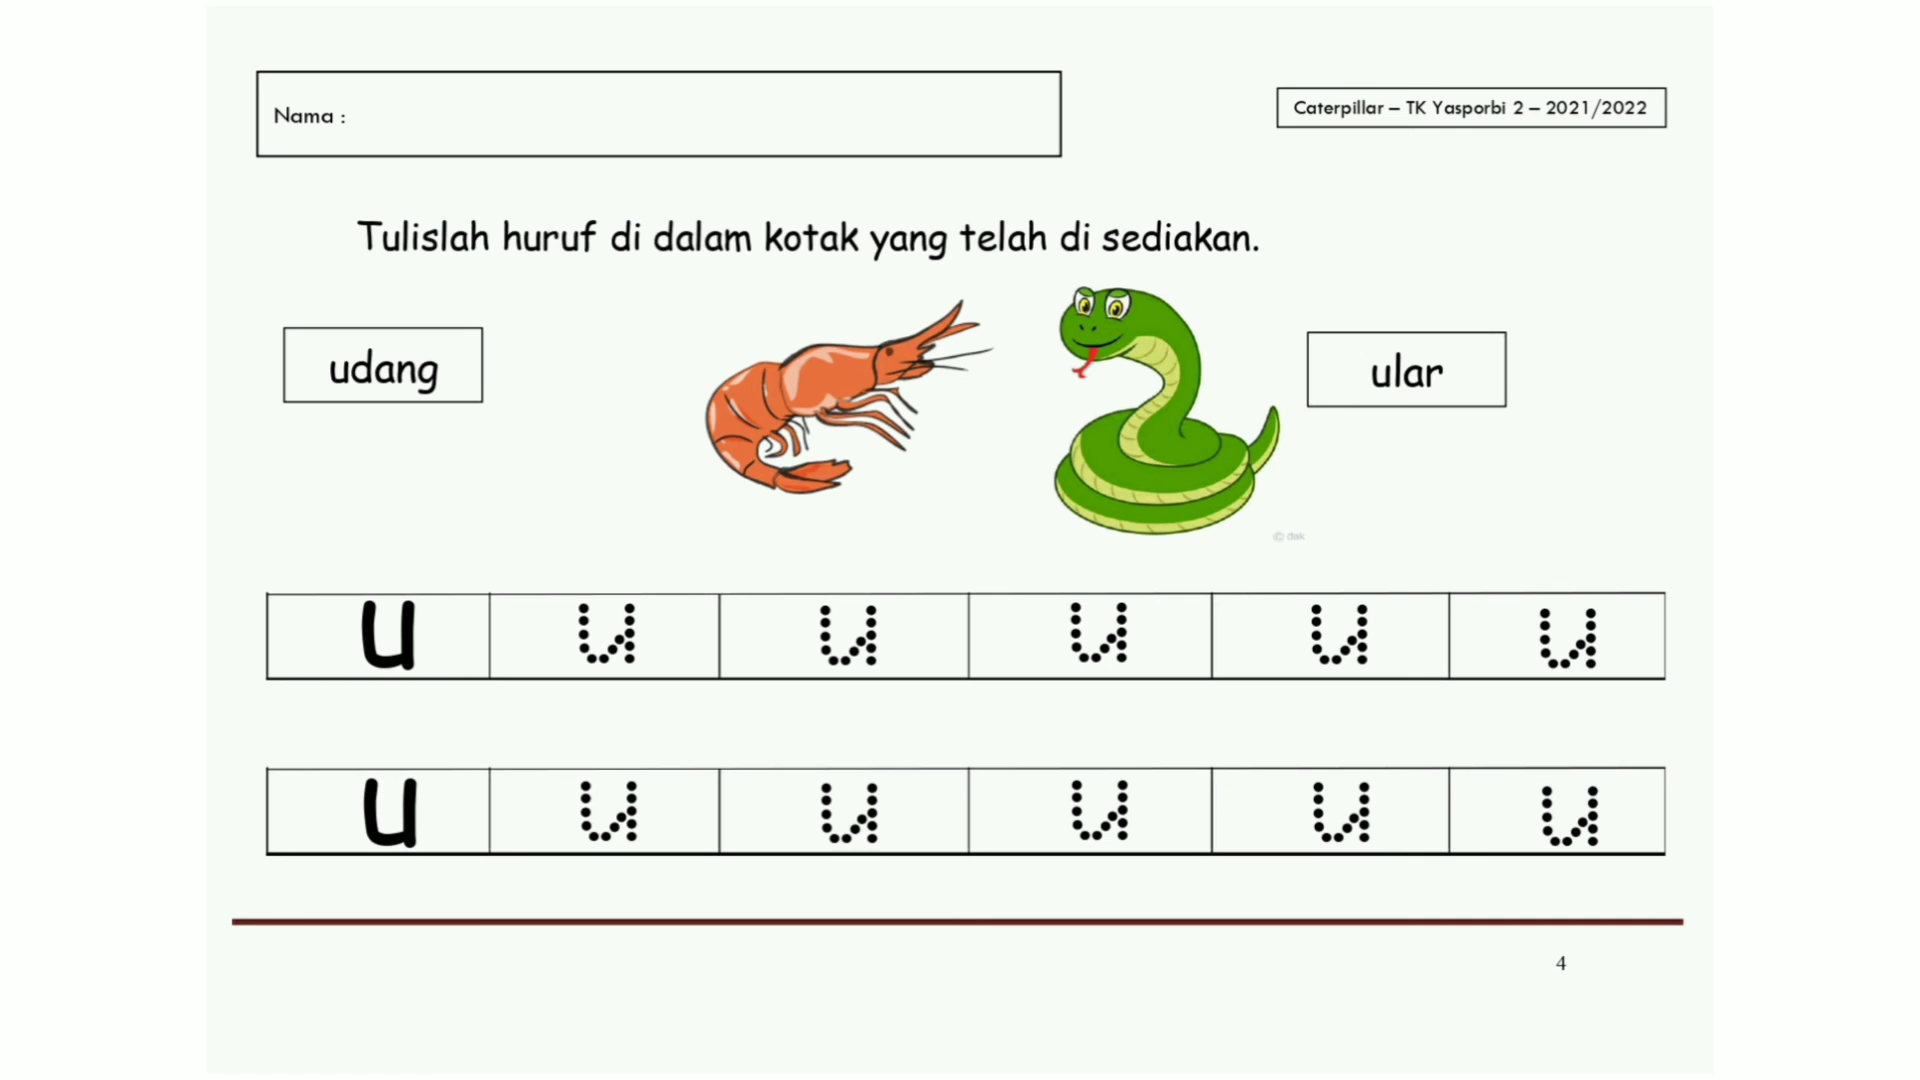 Nama :
Caterpillar – TK Yasporbi 2 – 2021/2022
Tulislah huruf di dalam kotak yang telah di sediakan.
udang
ular
© dak
u u u u u u
u u u u u u
4